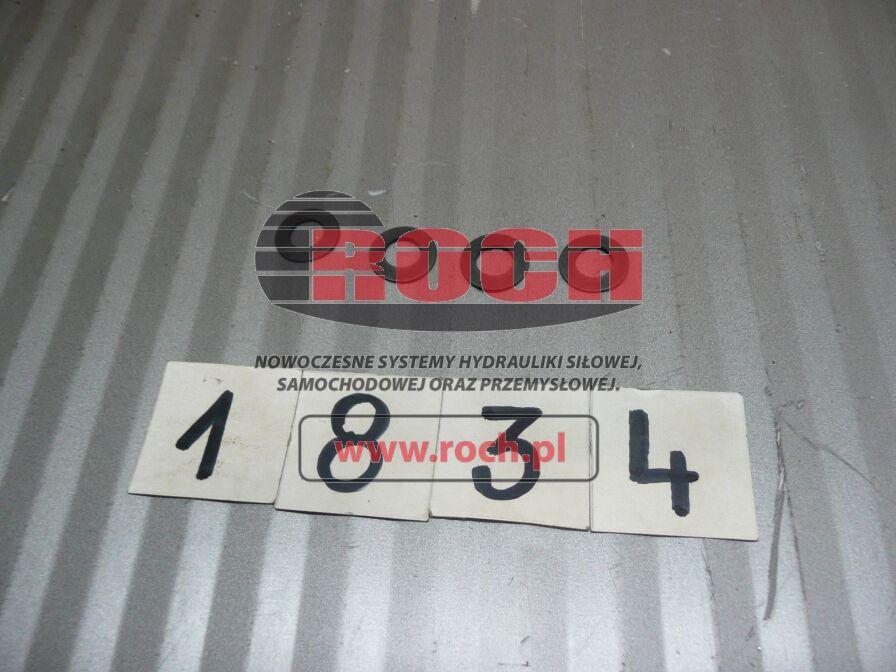 ROCH
NOWOCZESNE SYSTEMY HYDRAULIKI SIŁOWEJ,
SAMOCHODOWEJ ORAZ PRZEMYSŁOWEJ.
www.roch.pl
1 8 3 4